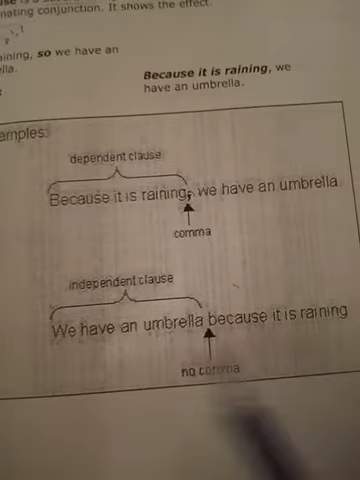 nating conjunction. It shows the effect.
aining, so we have an
lla.
Because it is raining, we
have an umbrella.
amples:
dependent clause
Because it is raining, we have an umbrella
comma
independent clause
We have an umbrella because it is raining
no comma